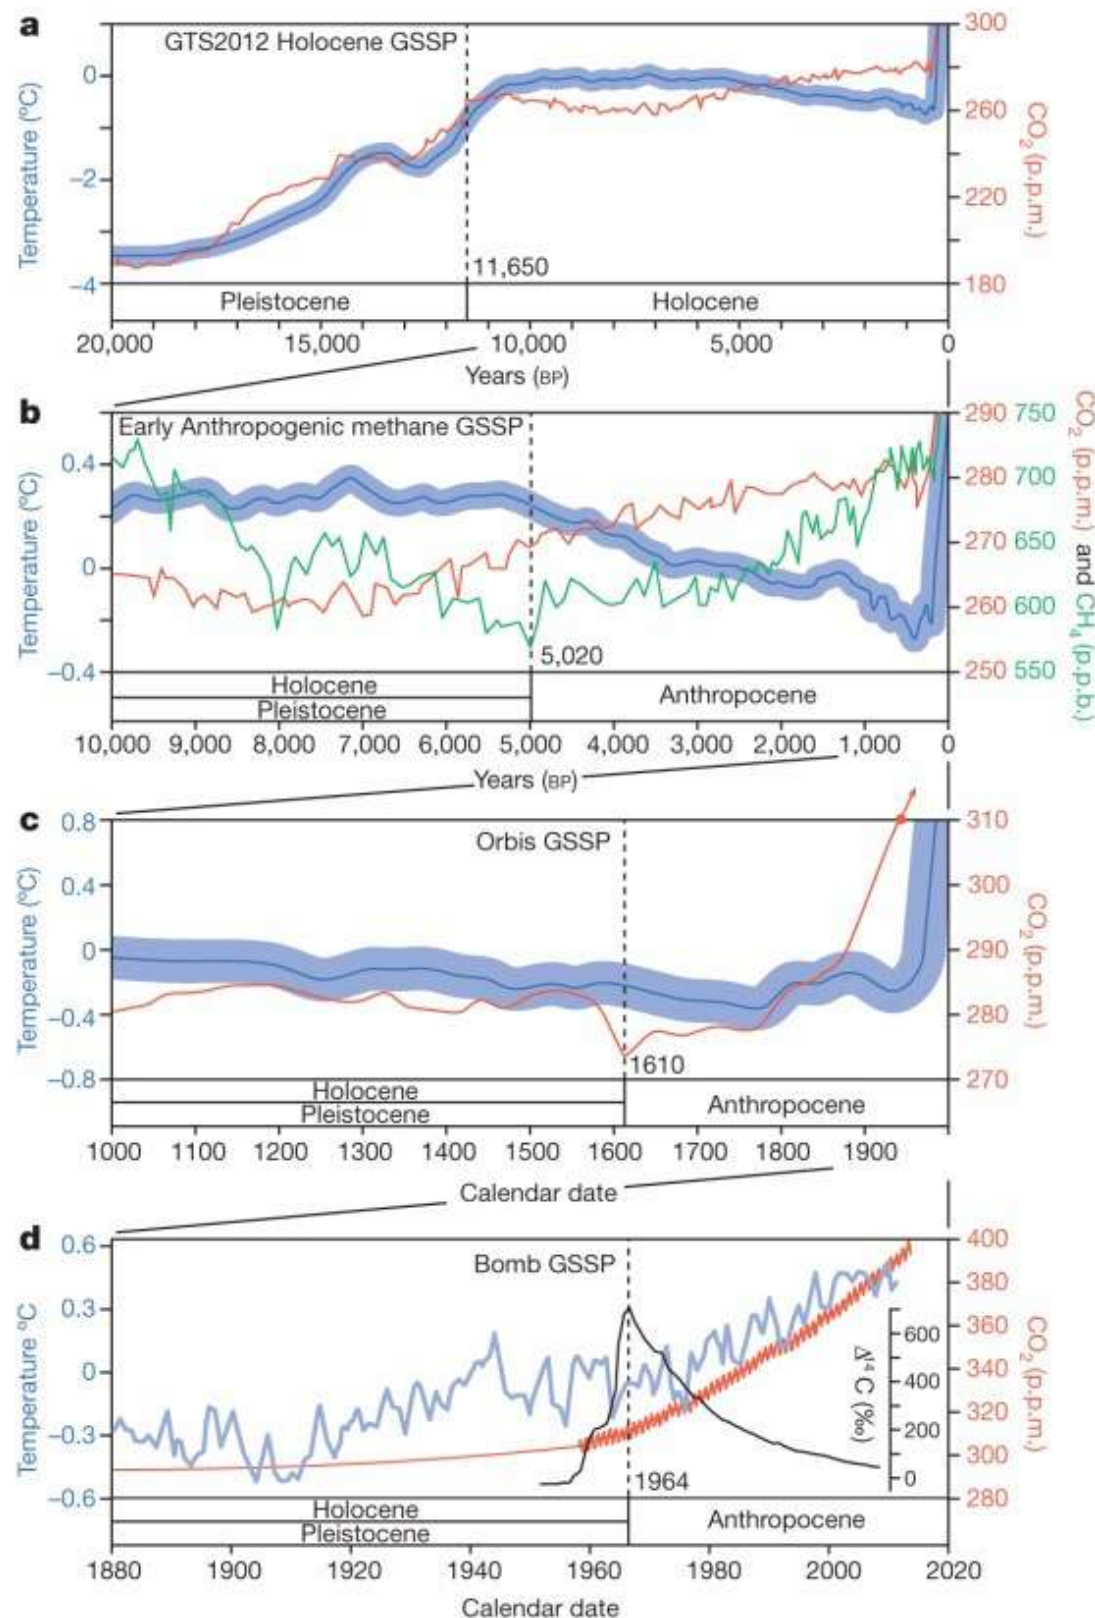 a
GTS2012 Holocene GSSP
Temperature (ºC)
0
−2
−4
CO₂ (p.p.m.)
300
260
220
180
11,650
Pleistocene
Holocene
20,000 15,000 10,000 5,000 0
Years (BP)
b
Early Anthropogenic methane GSSP
Temperature (ºC)
0.4
0
−0.4
CO₂ (p.p.m.) and CH₄ (p.p.b.)
290 750
280 700
270 650
260 600
250 550
5,020
Holocene
Pleistocene
Anthropocene
10,000 9,000 8,000 7,000 6,000 5,000 4,000 3,000 2,000 1,000 0
Years (BP)
c
Orbis GSSP
Temperature (ºC)
0.8
0.4
0
−0.4
−0.8
CO₂ (p.p.m.)
310
300
290
280
270
1610
Holocene
Pleistocene
Anthropocene
1000 1100 1200 1300 1400 1500 1600 1700 1800 1900
Calendar date
d
Bomb GSSP
Temperature ºC
0.6
0.3
0
−0.3
−0.6
CO₂ (p.p.m.)
400
380
360
340
320
300
280
Δ¹⁴C (‰)
600
400
200
0
1964
Holocene
Pleistocene
Anthropocene
1880 1900 1920 1940 1960 1980 2000 2020
Calendar date